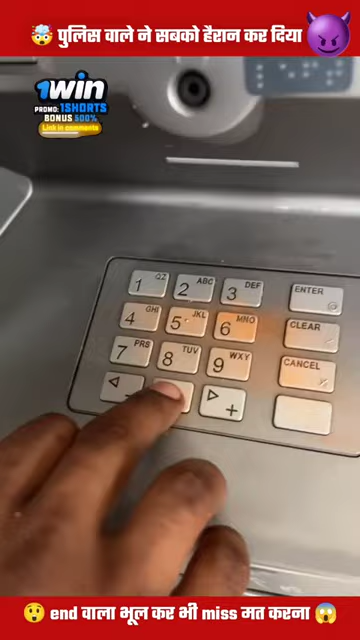 🤯 पुलिस वाले ने सबको हैरान कर दिया 😈
1win
PROMO: 1SHORTS
BONUS 500%
Link in comments
1 QZ 2 ABC 3 DEF ENTER
4 GHI 5 JKL 6 MNO CLEAR
7 PRS 8 TUV 9 WXY CANCEL
- +
😲 end वाला भूल कर भी miss मत करना 😱